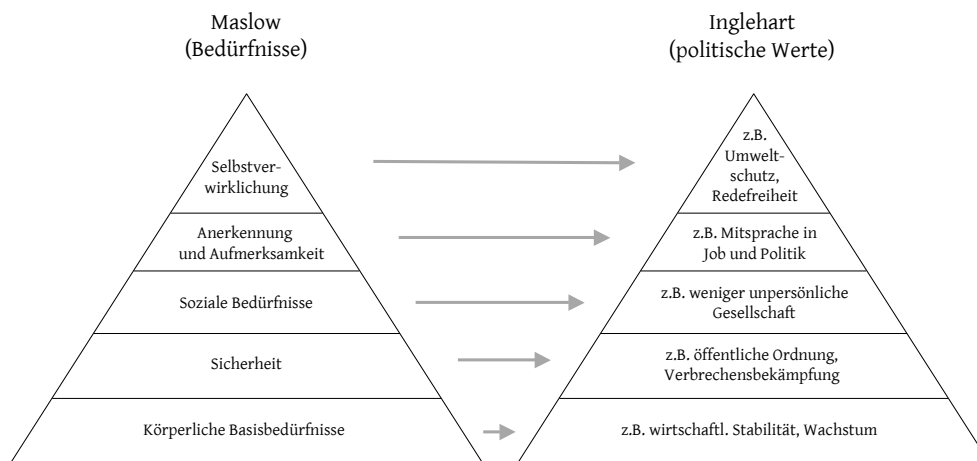 Maslow
(Bedürfnisse)
Inglehart
(politische Werte)
Selbstver-
wirklichung
z.B.
Umwelt-
schutz,
Redefreiheit
Anerkennung
und Aufmerksamkeit
z.B. Mitsprache in
Job und Politik
Soziale Bedürfnisse
z.B. weniger unpersönliche
Gesellschaft
Sicherheit
z.B. öffentliche Ordnung,
Verbrechensbekämpfung
Körperliche Basisbedürfnisse
z.B. wirtschaftl. Stabilität, Wachstum